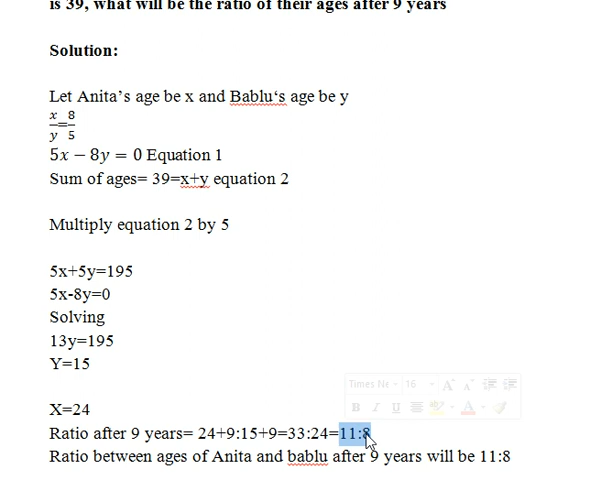 is 39, what will be the ratio of their ages after 9 years
Solution:
Let Anita’s age be x and Bablu‘s age be y
x/y=8/5
5x − 8y = 0 Equation 1
Sum of ages= 39=x+y equation 2
Multiply equation 2 by 5
5x+5y=195
5x-8y=0
Solving
13y=195
Y=15
Times Ne 16 A A
B I U A
X=24
Ratio after 9 years= 24+9:15+9=33:24=11:8
Ratio between ages of Anita and bablu after 9 years will be 11:8